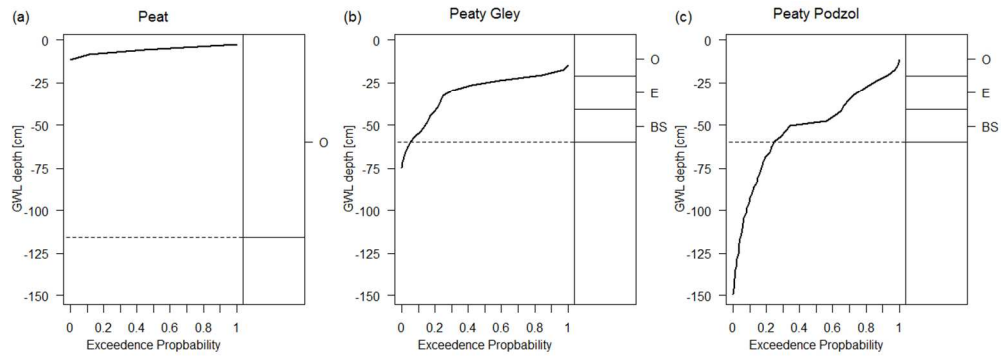 (a) Peat
GWL depth [cm]
0
-25
-50
-75
-100
-125
-150
0 0.2 0.4 0.6 0.8 1
Exceedence Propbability
O
(b) Peaty Gley
GWL depth [cm]
0
-25
-50
-75
-100
-125
-150
0 0.2 0.4 0.6 0.8 1
Exceedence Propbability
O
E
BS
(c) Peaty Podzol
GWL depth [cm]
0
-25
-50
-75
-100
-125
-150
0 0.2 0.4 0.6 0.8 1
Exceedence Propbability
O
E
BS